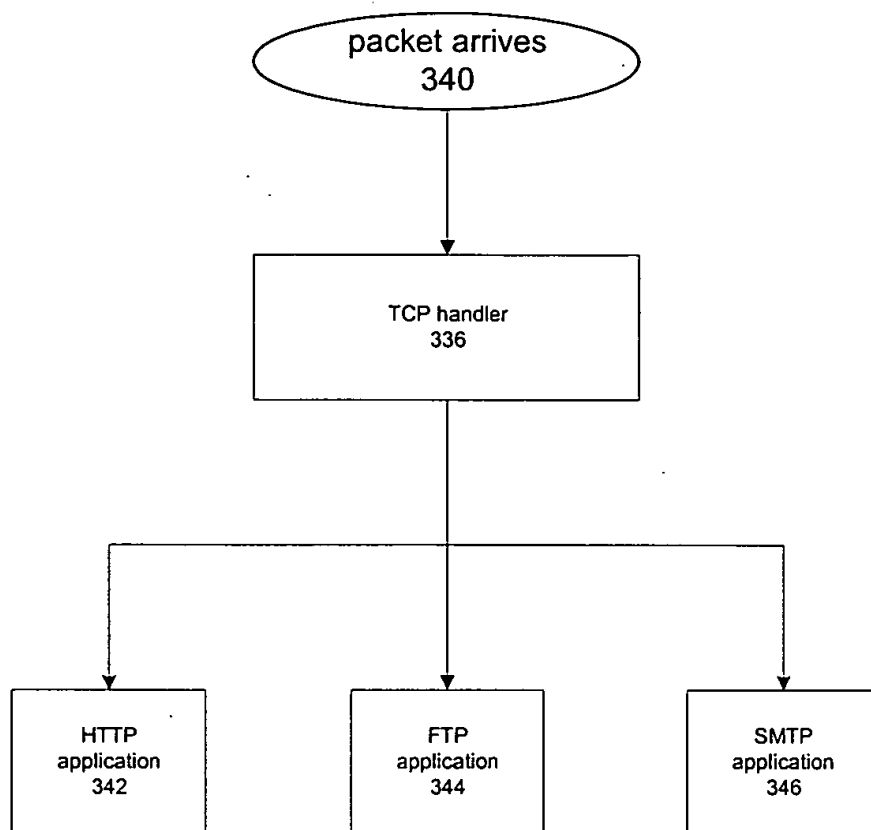 packet arrives
340
TCP handler
336
HTTP
application
342
FTP
application
344
SMTP
application
346